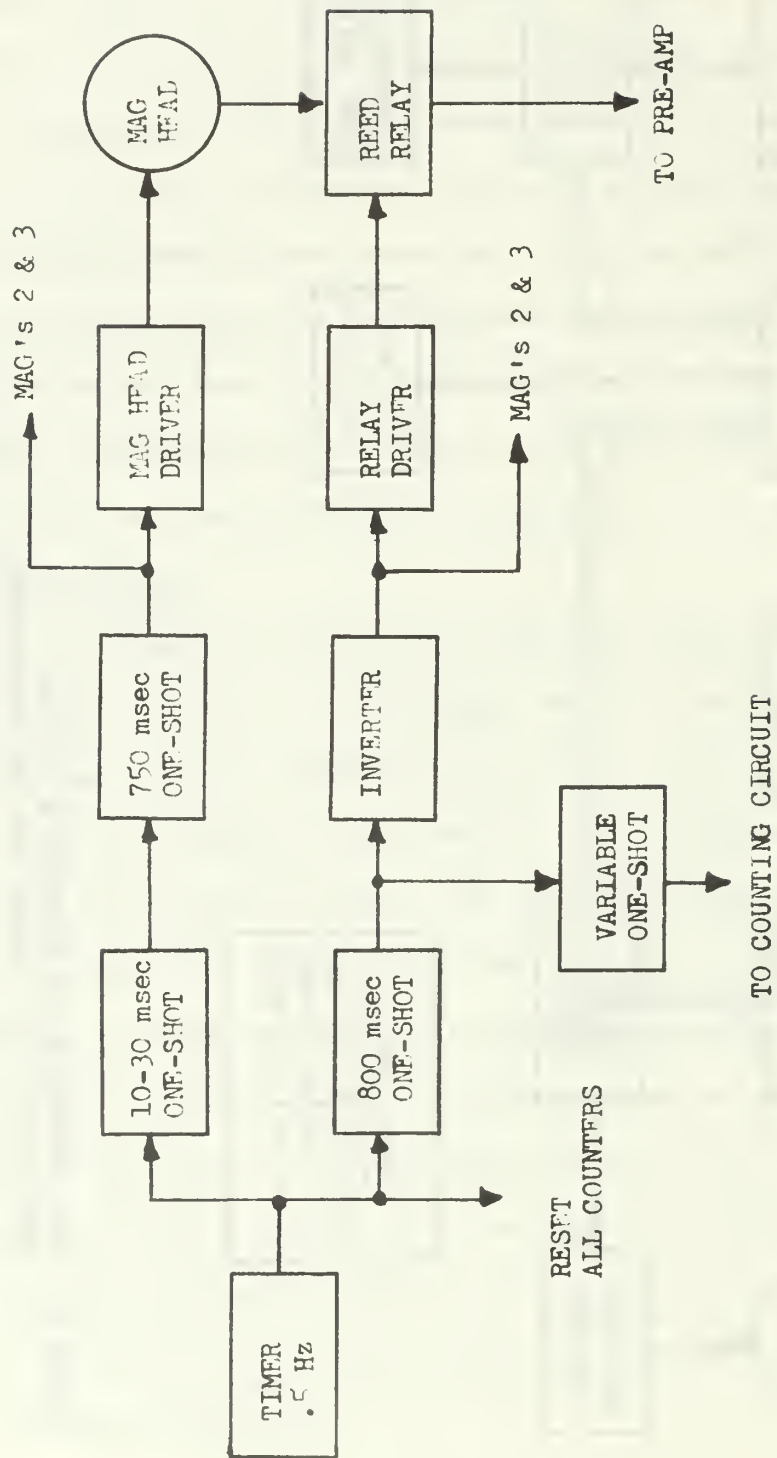 TIMER
.5 Hz
10-30 msec
ONE-SHOT
750 msec
ONE-SHOT
MAG HEAD
DRIVER
MAG
HEAD
MAG's 2 & 3
800 msec
ONE-SHOT
INVERTER
RELAY
DRIVER
REED
RELAY
MAG's 2 & 3
TO PRE-AMP
VARIABLE
ONE-SHOT
RESET
ALL COUNTERS
TO COUNTING CIRCUIT